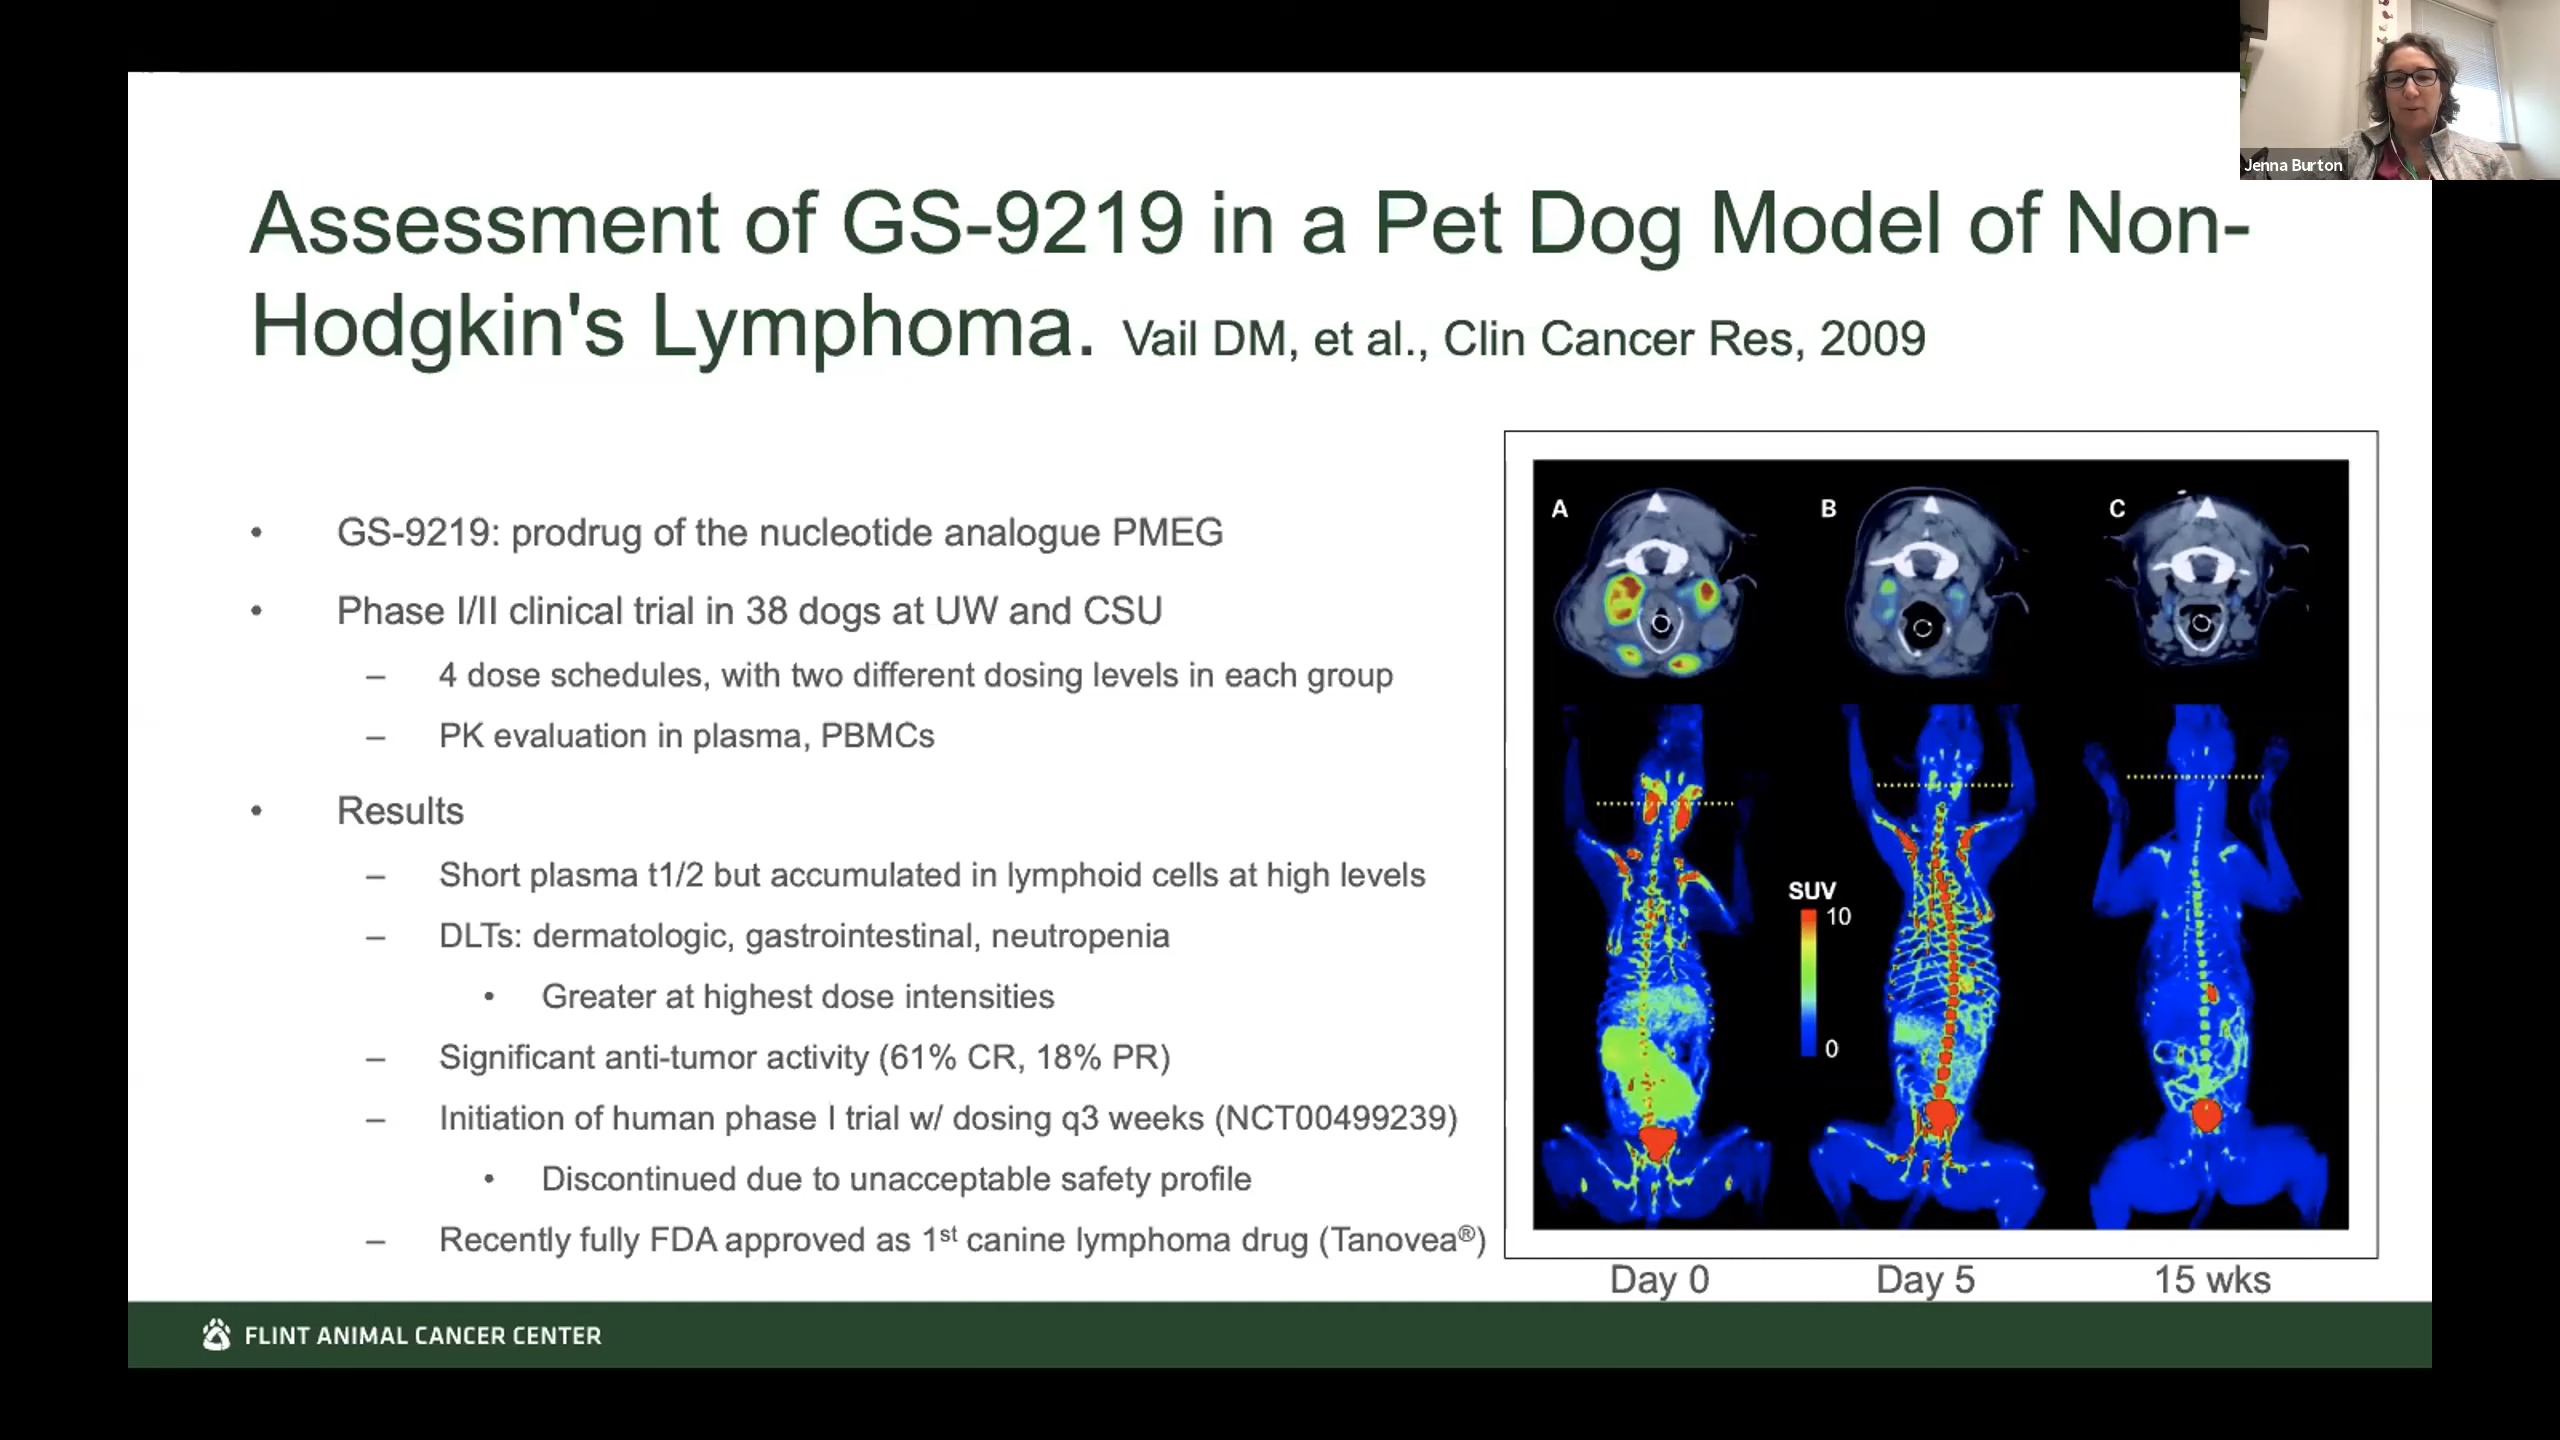 Jenna Burton
Assessment of GS-9219 in a Pet Dog Model of Non-
Hodgkin's Lymphoma. Vail DM, et al., Clin Cancer Res, 2009
• GS-9219: prodrug of the nucleotide analogue PMEG
• Phase I/II clinical trial in 38 dogs at UW and CSU
– 4 dose schedules, with two different dosing levels in each group
– PK evaluation in plasma, PBMCs
• Results
– Short plasma t1/2 but accumulated in lymphoid cells at high levels
– DLTs: dermatologic, gastrointestinal, neutropenia
• Greater at highest dose intensities
– Significant anti-tumor activity (61% CR, 18% PR)
– Initiation of human phase I trial w/ dosing q3 weeks (NCT00499239)
• Discontinued due to unacceptable safety profile
– Recently fully FDA approved as 1st canine lymphoma drug (Tanovea®)
A B C
SUV
10
0
Day 0 Day 5 15 wks
FLINT ANIMAL CANCER CENTER